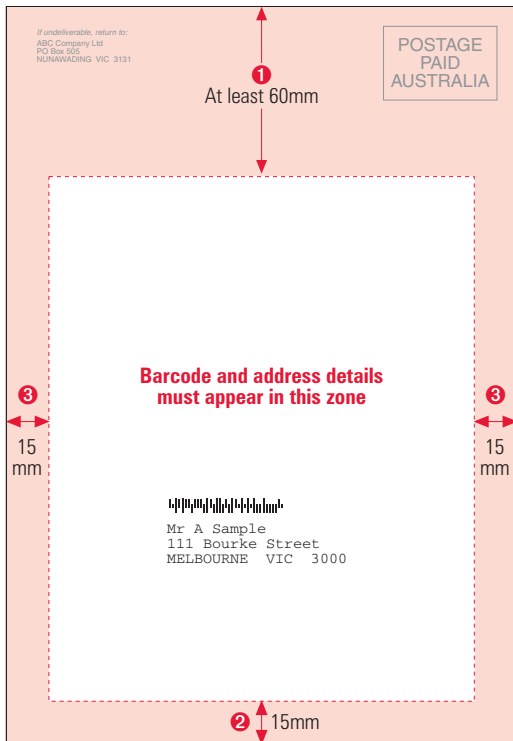 If undeliverable, return to:
ABC Company Ltd
PO Box 505
NUNAWADING VIC 3131
POSTAGE
PAID
AUSTRALIA
1
At least 60mm
Barcode and address details
must appear in this zone
3
15
mm
3
15
mm
Mr A Sample
111 Bourke Street
MELBOURNE VIC 3000
2 15mm